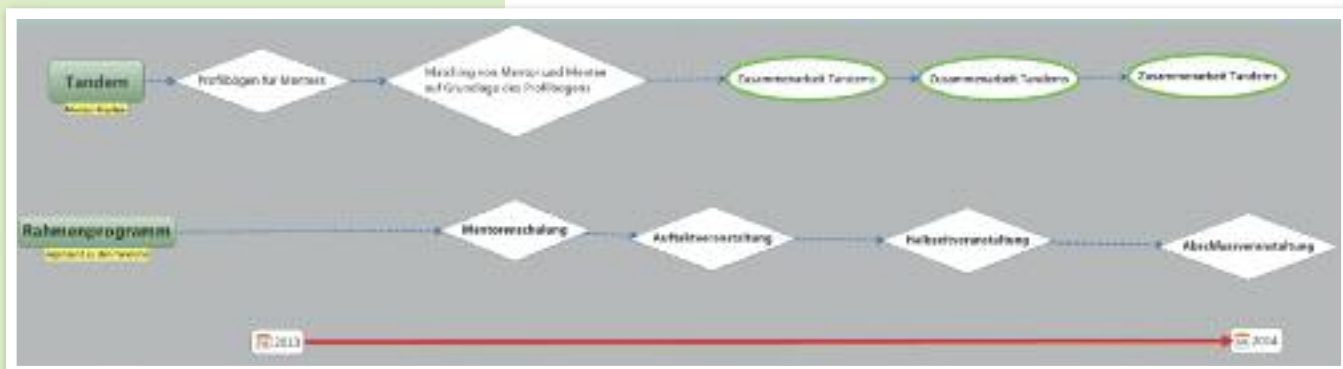 Tandem
Profilbögen für Mentees
Matching von Mentor und Mentee
auf Grundlage des Profilbogens
Zusammenarbeit Tandems
Zusammenarbeit Tandems
Zusammenarbeit Tandems
Rahmenprogramm
Mentorenschulung
Auftaktveranstaltung
Halbzeitveranstaltung
Abschlussveranstaltung
2013
2014